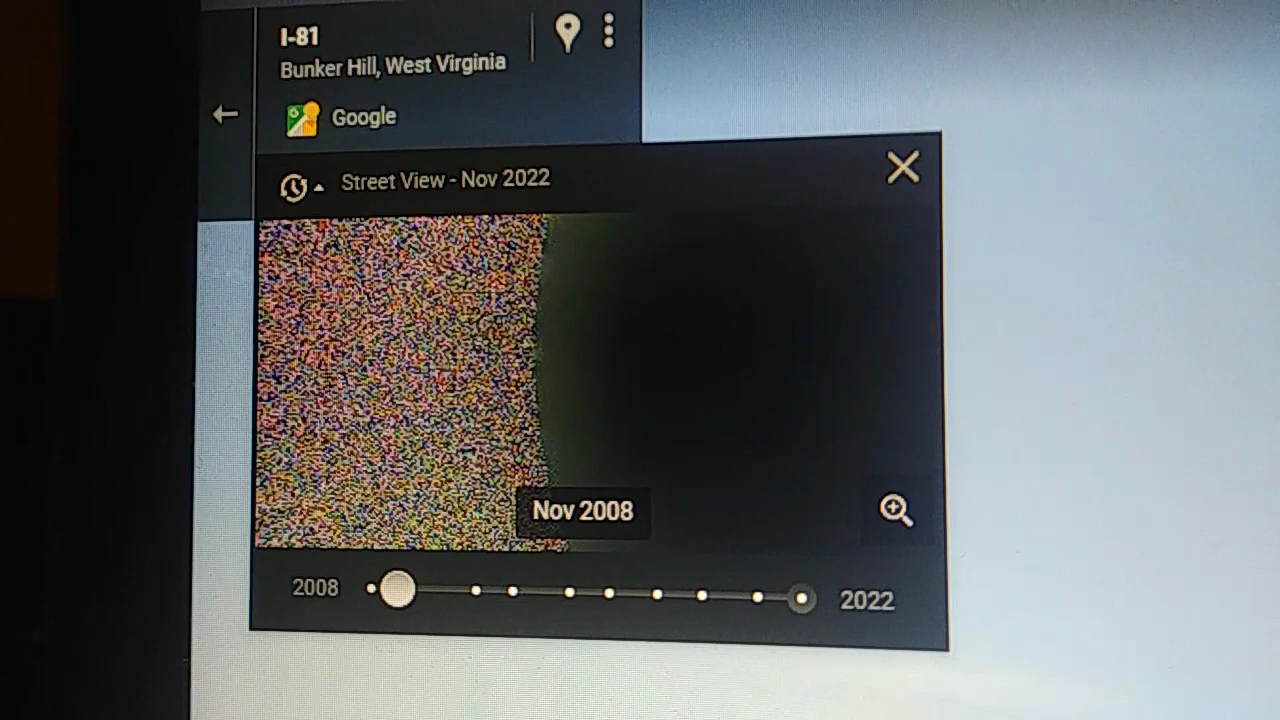 I-81
Bunker Hill, West Virginia
Google
Street View - Nov 2022
Nov 2008
2008
2022